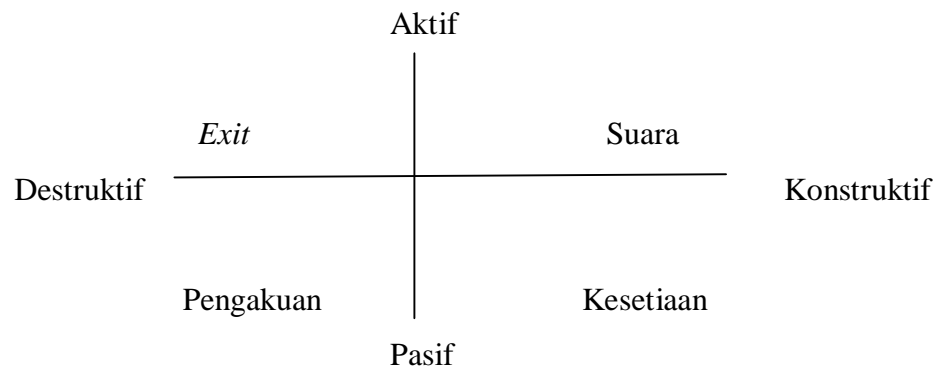 Aktif
Exit Suara
Destruktif Konstruktif
Pengakuan Kesetiaan
Pasif